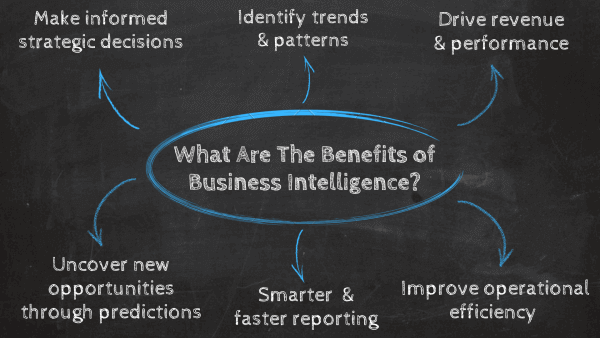 Make informed
strategic decisions
Identify trends
& patterns
Drive revenue
& performance
What Are The Benefits of
Business Intelligence?
Uncover new
opportunities
through predictions
Smarter &
faster reporting
Improve operational
efficiency